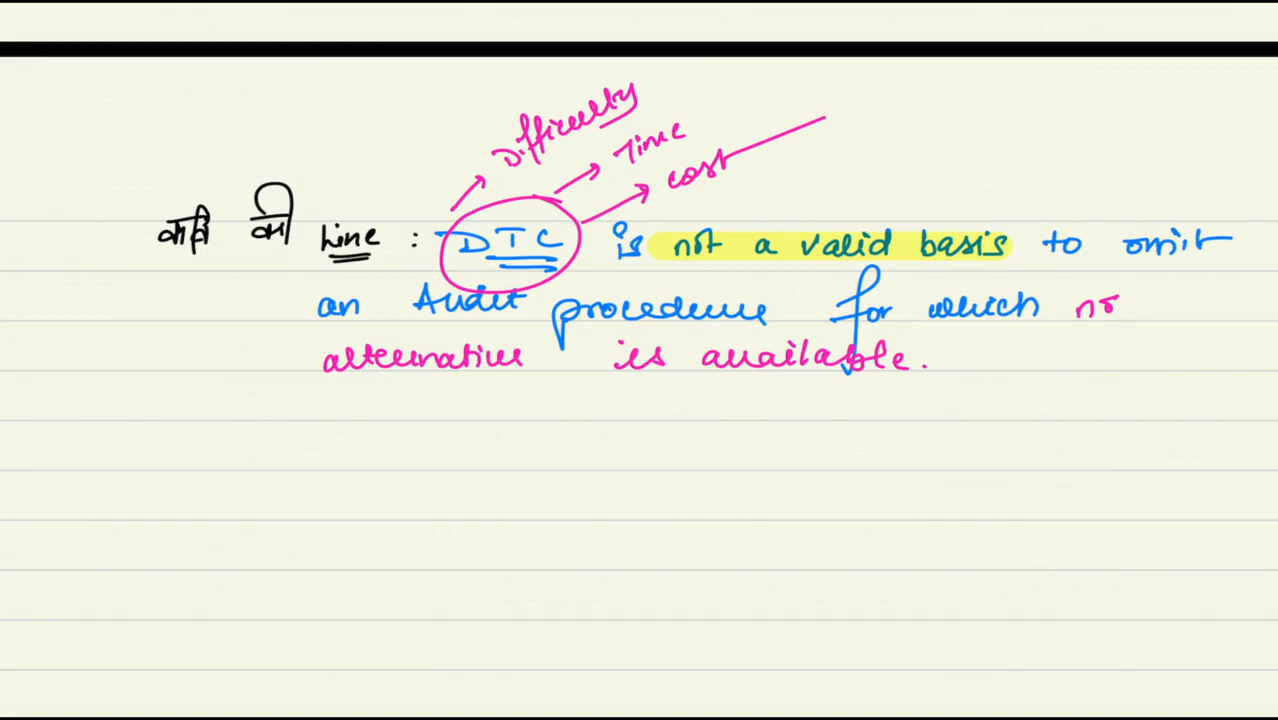 Difficulty
Time
Cost
Line : DTC is not a valid basis to omit
an Audit procedure for which no
alternative is available.